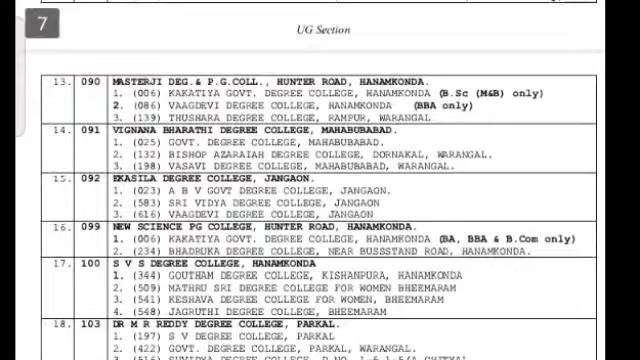 7
UG Section
13. 090 MASTERJI DEG.& P.G.COLL., HUNTER ROAD, HANAMKONDA.
1. (006) KAKATIYA GOVT. DEGREE COLLEGE, HANAMKONDA (B.Sc (M&B) only)
2. (086) VAAGDEVI DEGREE COLLEGE, HANAMKONDA (BBA only)
3. (139) THUSHARA DEGREE COLLEGE, RAMPUR, WARANGAL
14. 091 VIGNANA BHARATHI DEGREE COLLEGE, MAHABUBABAD.
1. (025) GOVT. DEGREE COLLEGE, MAHABUBABAD.
2. (132) BISHOP AZARAIAH DEGREE COLLEGE, DORNAKAL, WARANGAL.
3. (198) VASAVI DEGREE COLLEGE, MAHABUBABAD, WARANGAL.
15. 092 EKASILA DEGREE COLLEGE, JANGAON.
1. (023) A B V GOVT DEGREE COLLEGE, JANGAON.
2. (583) SRI VIDYA DEGREE COLLEGE, JANGAON
3. (616) VAAGDEVI DEGREE COLLEGE, JANGAON
16. 099 NEW SCIENCE PG COLLEGE, HUNTER ROAD, HANAMKONDA.
1. (006) KAKATIYA GOVT. DEGREE COLLEGE, HANAMKONDA (BA, BBA & B.Com only)
2. (234) BHADRUKA DEGREE COLLEGE, NEAR BUSSSTAND ROAD, HANAMKONDA.
17. 100 S V S DEGREE COLLEGE, HANAMKONDA
1. (344) GOUTHAM DEGREE COLLEGE, KISHANPURA, HANAMKONDA
2. (509) MATHRU SRI DEGREE COLLEGE FOR WOMEN BHEEMARAM
3. (541) KESHAVA DEGREE COLLEGE FOR WOMEN, BHEEMARAM
4. (548) JAGRUTHI DEGREE COLLEGE, BHEEMARAM
18. 103 DR M R REDDY DEGREE COLLEGE, PARKAL.
1. (197) S V DEGREE COLLEGE, PARKAL
2. (422) GOVT. DEGREE COLLEGE, PARKAL, WARANGAL.